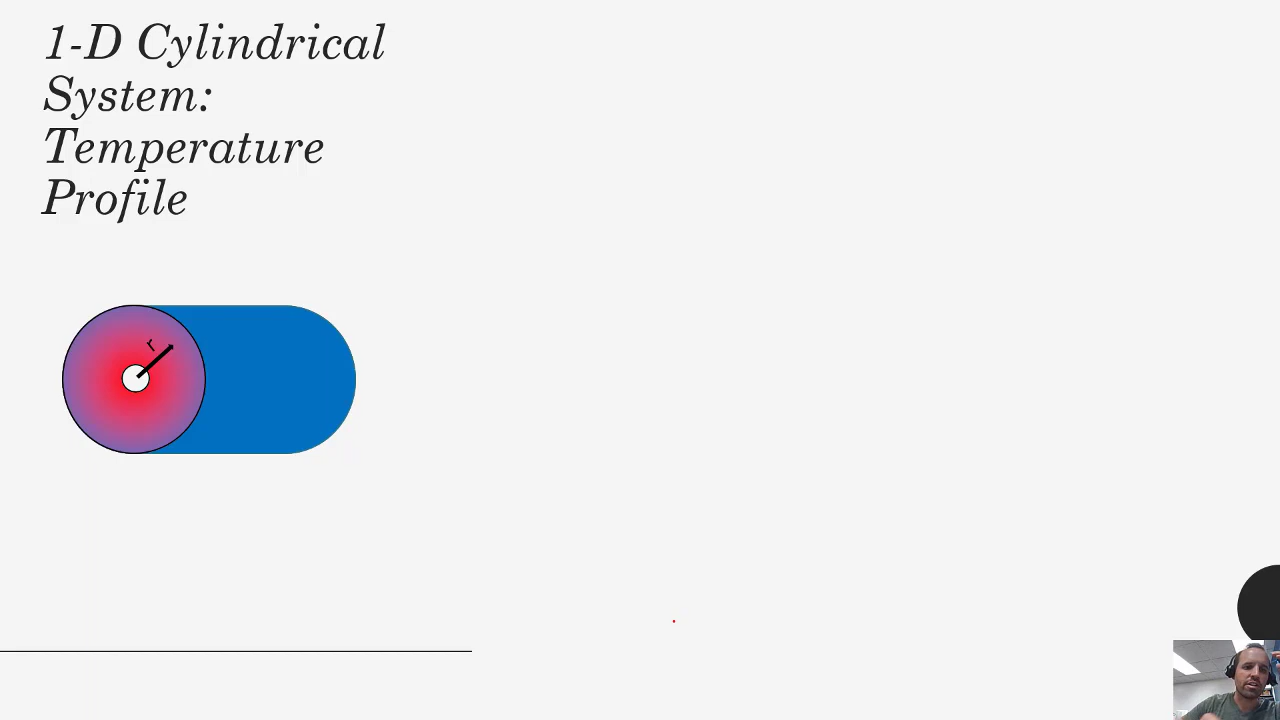 1-D Cylindrical
System:
Temperature
Profile
r